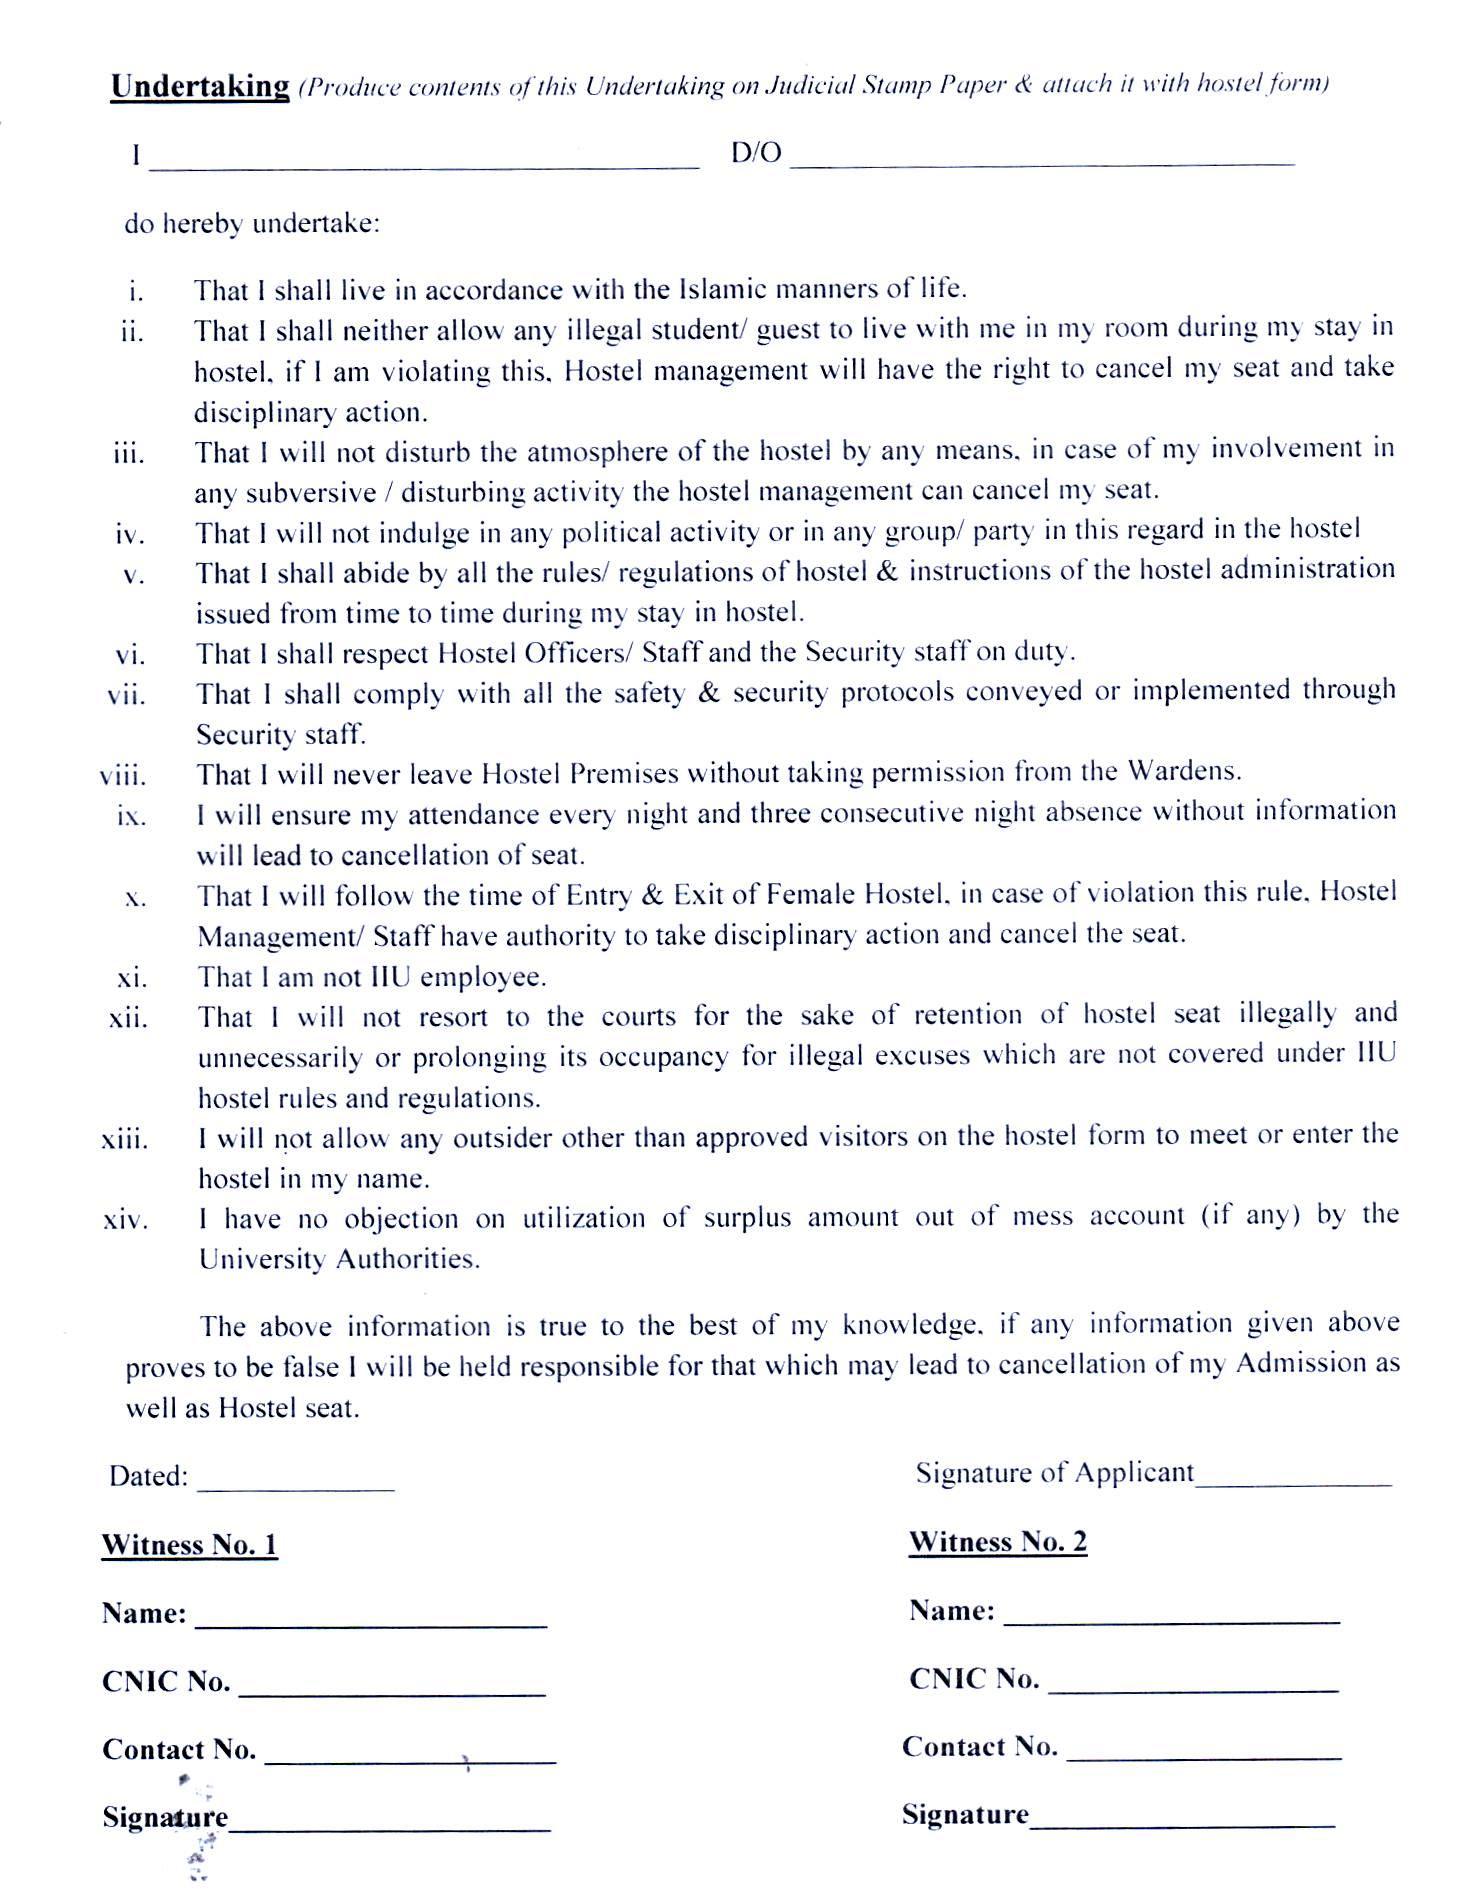 Undertaking (Produce contents of this Undertaking on Judicial Stamp Paper & attach it with hostel form)
I ____________ D/O ____________
do hereby undertake:
i. That I shall live in accordance with the Islamic manners of life.
ii. That I shall neither allow any illegal student/ guest to live with me in my room during my stay in
hostel, if I am violating this, Hostel management will have the right to cancel my seat and take
disciplinary action.
iii. That I will not disturb the atmosphere of the hostel by any means, in case of my involvement in
any subversive / disturbing activity the hostel management can cancel my seat.
iv. That I will not indulge in any political activity or in any group/ party in this regard in the hostel
v. That I shall abide by all the rules/ regulations of hostel & instructions of the hostel administration
issued from time to time during my stay in hostel.
vi. That I shall respect Hostel Officers/ Staff and the Security staff on duty.
vii. That I shall comply with all the safety & security protocols conveyed or implemented through
Security staff.
viii. That I will never leave Hostel Premises without taking permission from the Wardens.
ix. I will ensure my attendance every night and three consecutive night absence without information
will lead to cancellation of seat.
x. That I will follow the time of Entry & Exit of Female Hostel, in case of violation this rule, Hostel
Management/ Staff have authority to take disciplinary action and cancel the seat.
xi. That I am not IIU employee.
xii. That I will not resort to the courts for the sake of retention of hostel seat illegally and
unnecessarily or prolonging its occupancy for illegal excuses which are not covered under IIU
hostel rules and regulations.
xiii. I will not allow any outsider other than approved visitors on the hostel form to meet or enter the
hostel in my name.
xiv. I have no objection on utilization of surplus amount out of mess account (if any) by the
University Authorities.
The above information is true to the best of my knowledge, if any information given above
proves to be false I will be held responsible for that which may lead to cancellation of my Admission as
well as Hostel seat.
Dated: ____________ Signature of Applicant____________
Witness No. 1 Witness No. 2
Name: ____________ Name: ____________
CNIC No. ____________ CNIC No. ____________
Contact No. ____________ Contact No. ____________
Signature____________ Signature____________